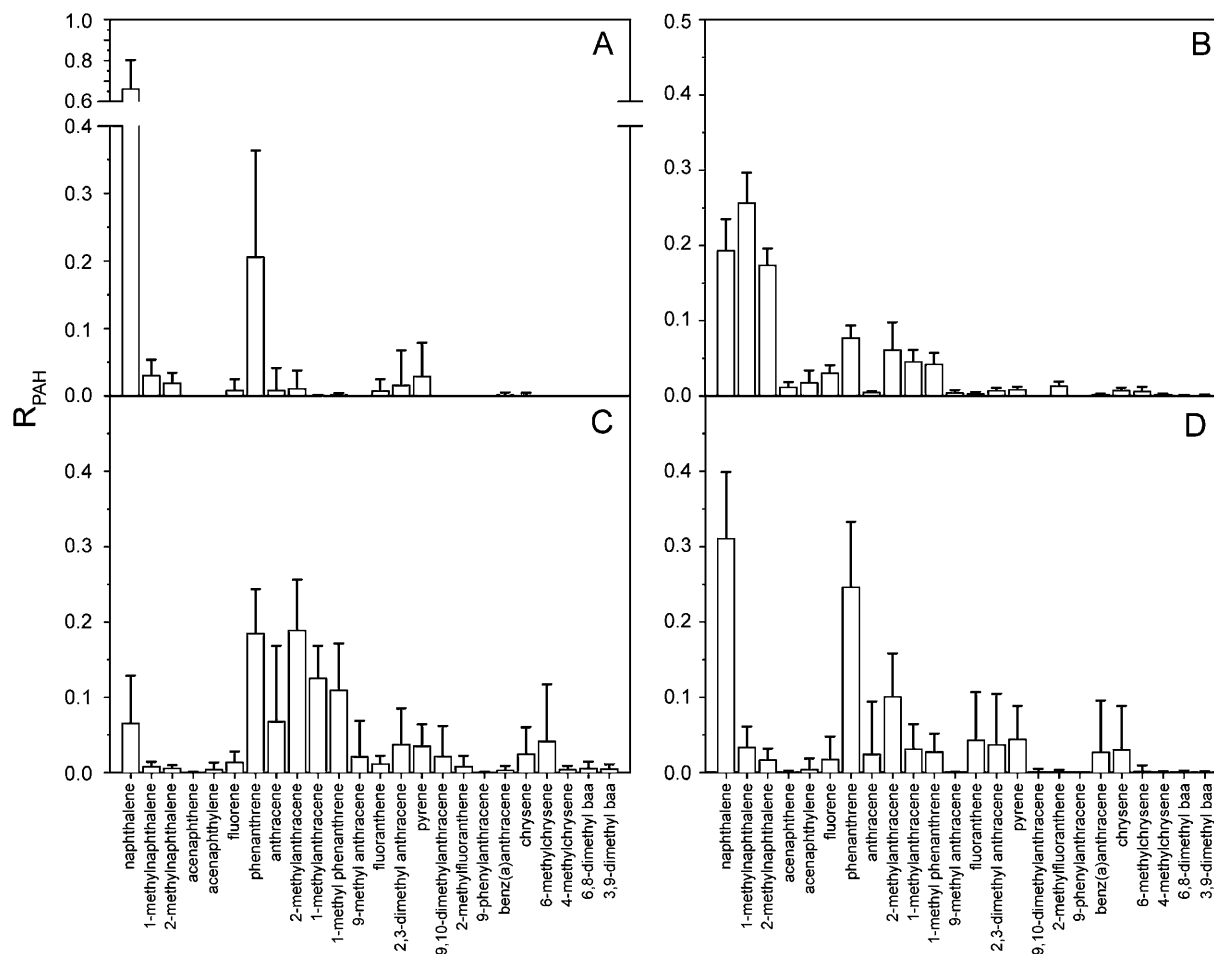 A
1.0
0.8
0.6
0.4
0.2
0.1
0.0
B
0.5
0.4
0.3
0.2
0.1
0.0
R_PAH
C
0.4
0.3
0.2
0.1
0.0
D
0.4
0.3
0.2
0.1
0.0
naphthalene
1-methylnaphthalene
2-methylnaphthalene
acenaphthene
acenaphthylene
fluorene
phenanthrene
anthracene
2-methylanthracene
1-methylanthracene
1-methyl phenanthrene
9-methyl anthracene
fluoranthene
2,3-dimethyl anthracene
pyrene
9,10-dimethylanthracene
2-methylfluoranthene
9-phenylanthracene
benz(a)anthracene
chrysene
6-methylchrysene
4-methylchrysene
6,8-dimethyl baa
3,9-dimethyl baa
naphthalene
1-methylnaphthalene
2-methylnaphthalene
acenaphthene
acenaphthylene
fluorene
phenanthrene
anthracene
2-methylanthracene
1-methylanthracene
1-methyl phenanthrene
9-methyl anthracene
fluoranthene
2,3-dimethyl anthracene
pyrene
9,10-dimethylanthracene
2-methylfluoranthene
9-phenylanthracene
benz(a)anthracene
chrysene
6-methylchrysene
4-methylchrysene
6,8-dimethyl baa
3,9-dimethyl baa